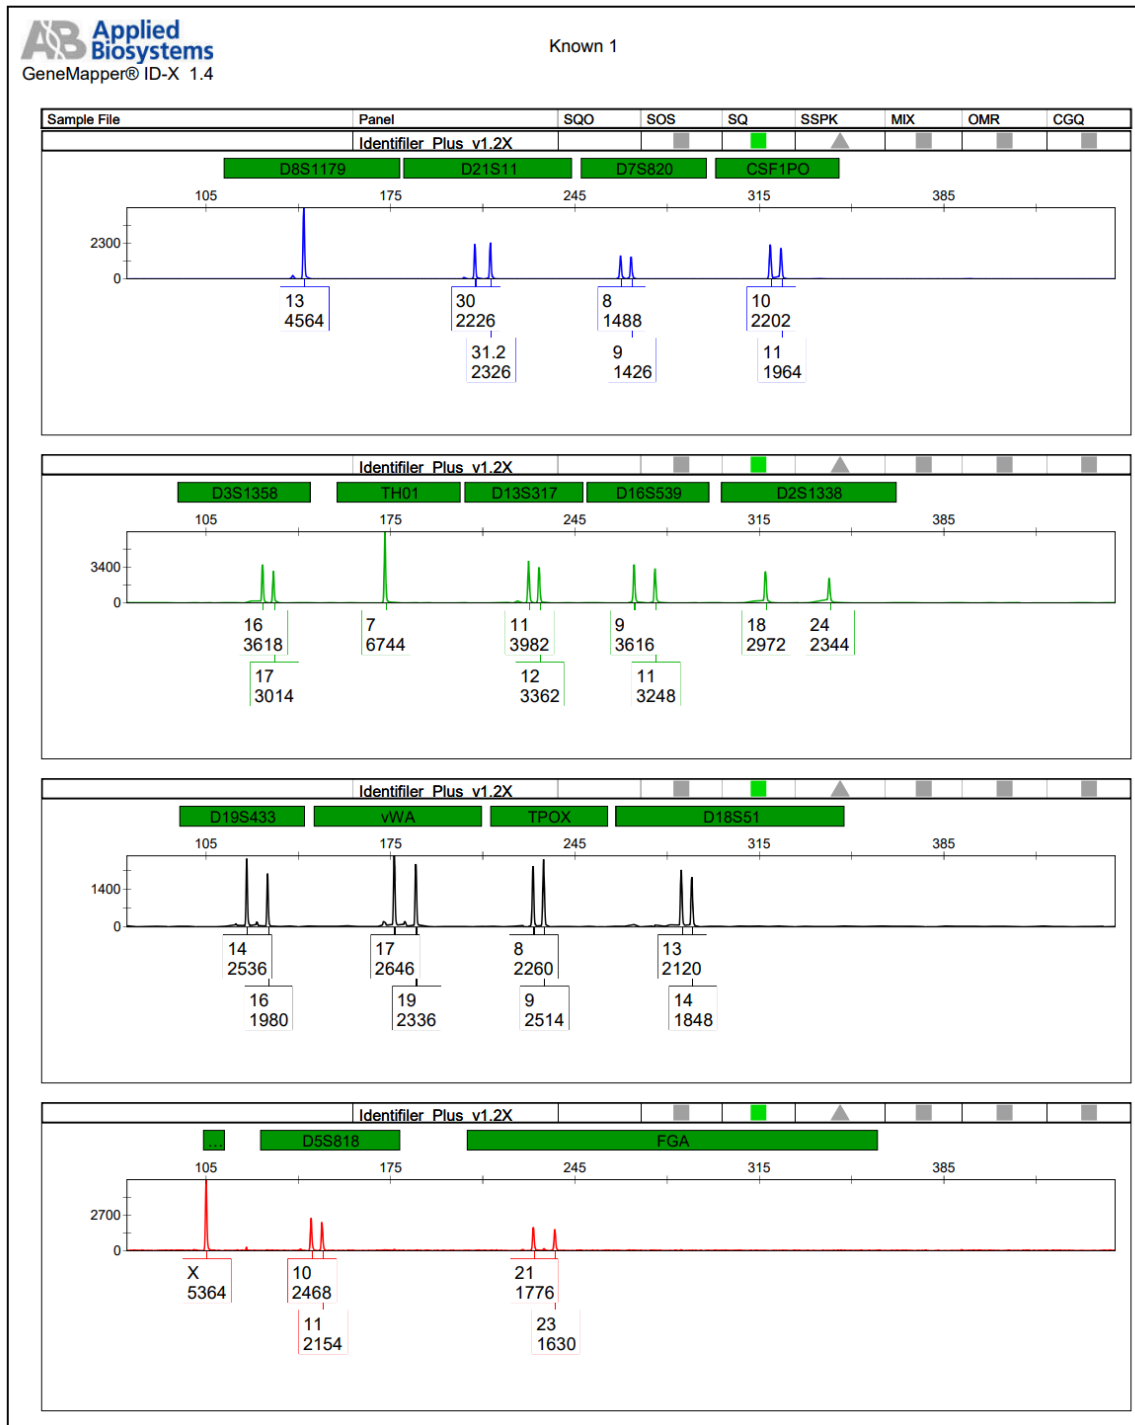 AB Applied
Biosystems
GeneMapper® ID-X 1.4
Known 1
Sample File Panel SQO SOS SQ SSPK MIX OMR CGQ
Identifiler_Plus_v1.2X
D8S1179 D21S11 D7S820 CSF1PO
105 175 245 315 385
2300
0
13 30 8 10
4564 2226 1488 2202
31.2 9 11
2326 1426 1964
Identifiler_Plus_v1.2X
D3S1358 TH01 D13S317 D16S539 D2S1338
105 175 245 315 385
3400
0
16 7 11 9 18 24
3618 6744 3982 3616 2972 2344
17 12 11
3014 3362 3248
Identifiler_Plus_v1.2X
D19S433 vWA TPOX D18S51
105 175 245 315 385
1400
0
14 17 8 13
2536 2646 2260 2120
16 19 9 14
1980 2336 2514 1848
Identifiler_Plus_v1.2X
... D5S818 FGA
105 175 245 315 385
2700
0
X 10 21
5364 2468 1776
11 23
2154 1630